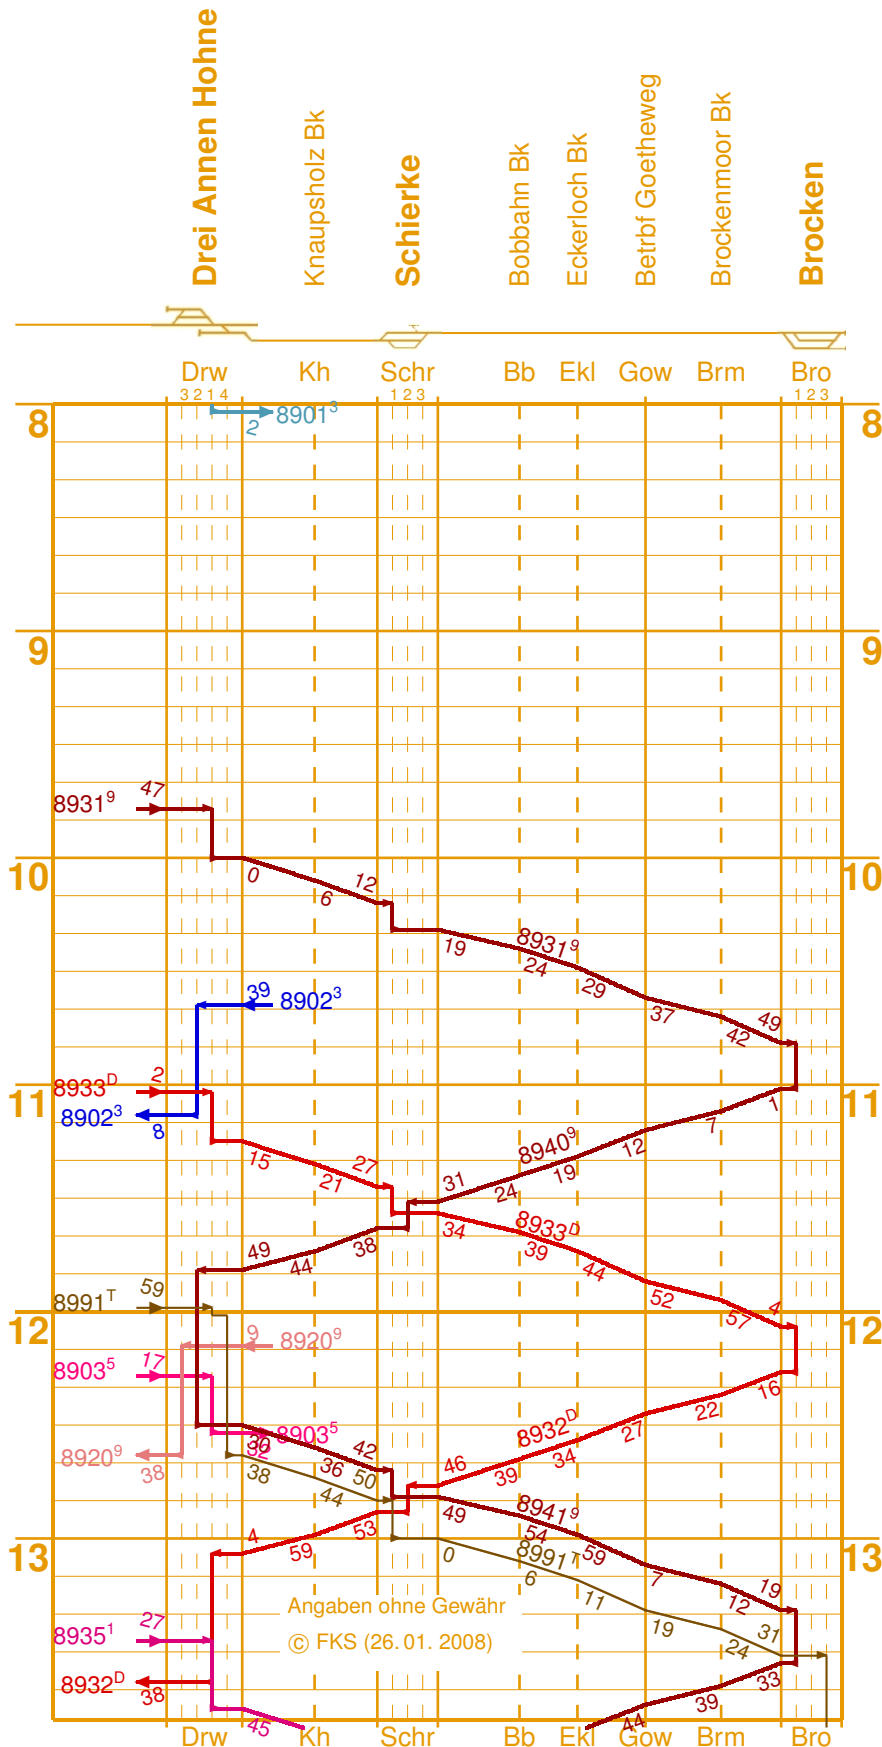 Drei Annen Hohne
Knaupsholz Bk
Schierke
Bobbahn Bk
Eckerloch Bk
Betrbf Goetheweg
Brockenmoor Bk
Brocken
Drw Kh Schr Bb Ekl Gow Brm Bro
3 2 1 4 1 2 3 1 2 3
8 2 8901³ 8
9 9
47
8931⁹
10 10
0 6 12
19 8931⁹ 24 29 37 42 49
39 8902³
8933ᴰ 2
11 11
8902³ 8
1 7 12 8940⁹ 19 24 31
15 21 27
34 8933ᴰ 39 44 52 57 4
38 44 49
8991ᵀ 59
12 12
9 8920⁹
8903⁵ 17
8903⁵
30 32 36 42
8920⁹ 38
38 44 50
16 22 27 8932ᴰ 34 39 46
49 8941⁹ 54 59 7 12 19
13 13
53 59 4
0 8991ᵀ 6 11 19 24 31
Angaben ohne Gewähr
© FKS (26.01.2008)
8935¹ 27
8932ᴰ 38
33 39 44
45
Drw Kh Schr Bb Ekl Gow Brm Bro